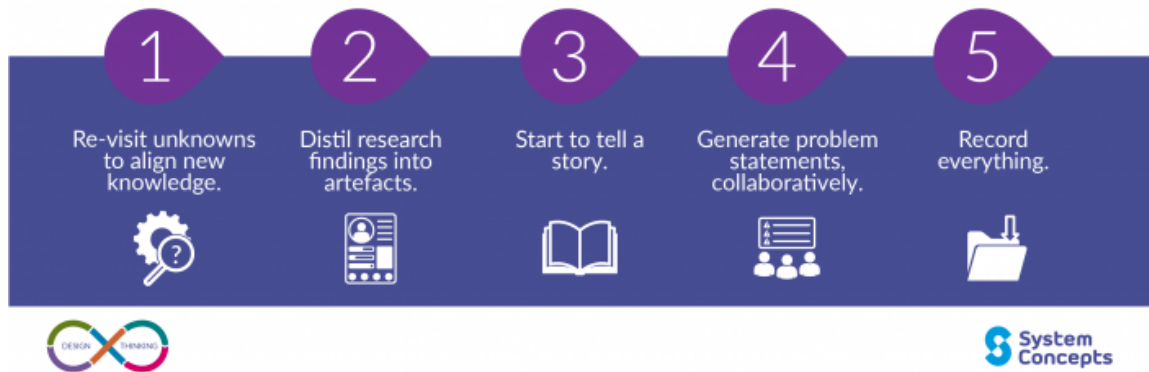 1
2
3
4
5
Re-visit unknowns
to align new
knowledge.
Distil research
findings into
artefacts.
Start to tell a
story.
Generate problem
statements,
collaboratively.
Record
everything.
?
DESIGN THINKING
System
Concepts